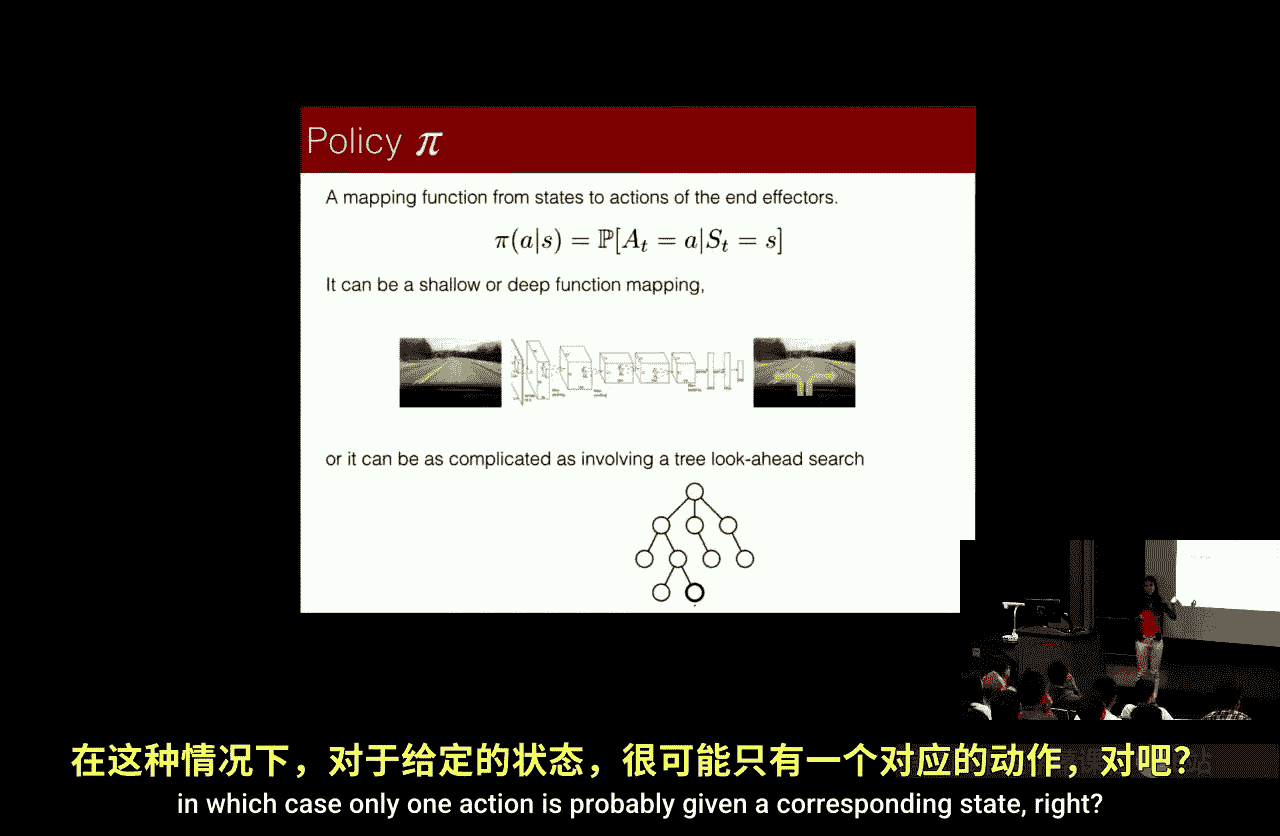 Policy π
A mapping function from states to actions of the end effectors.
π(a|s) = ℙ[A_t = a|S_t = s]
It can be a shallow or deep function mapping,
or it can be as complicated as involving a tree look-ahead search
在这种情况下，对于给定的状态，很可能只有一个对应的动作，对吧？
in which case only one action is probably given a corresponding state, right?